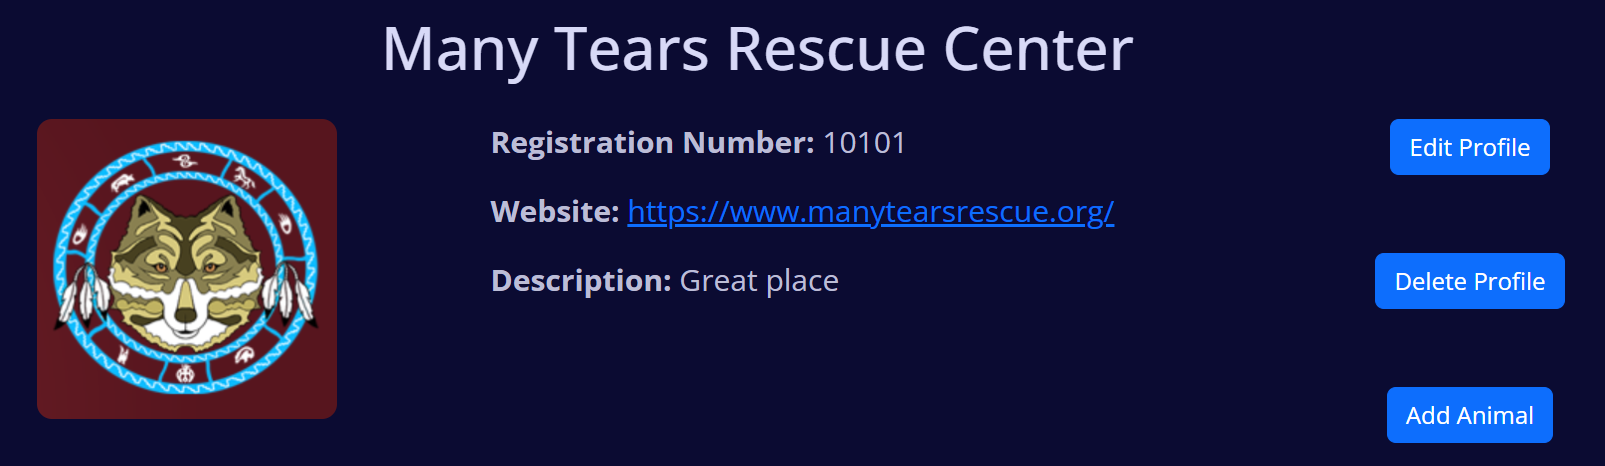 Many Tears Rescue Center
Registration Number: 10101
Edit Profile
Website: https://www.manytearsrescue.org/
Description: Great place
Delete Profile
Add Animal